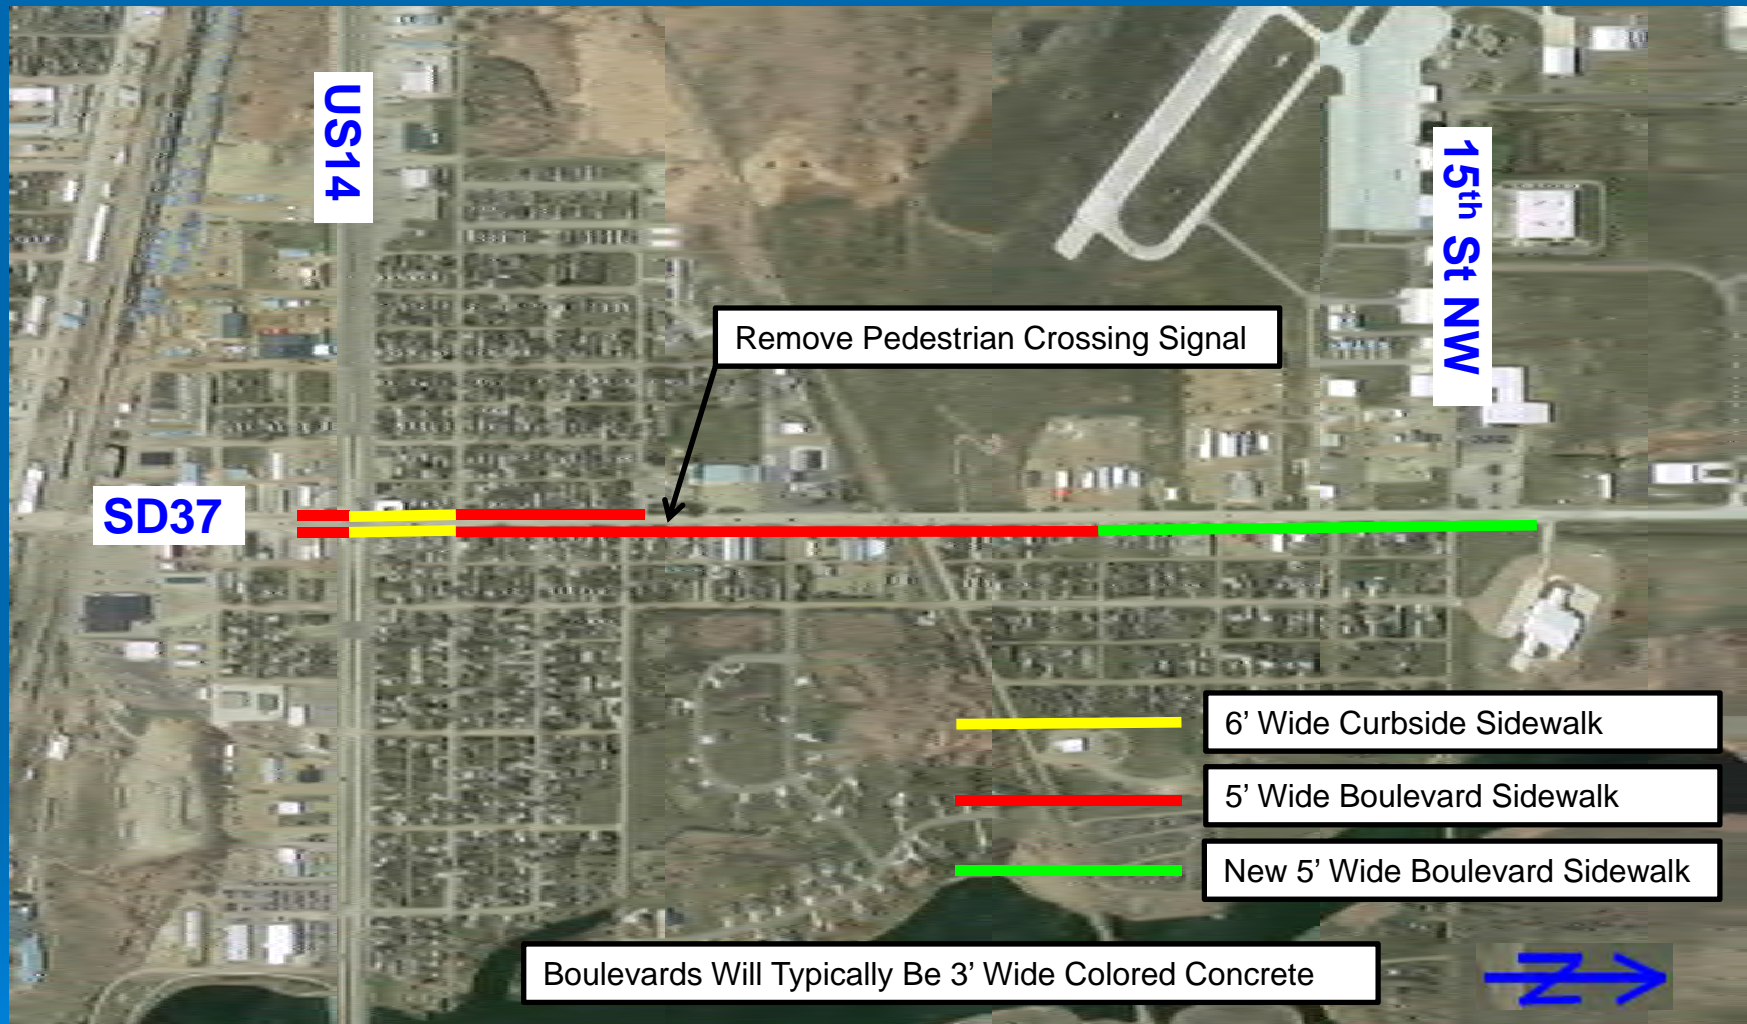 US14
15th St NW
Remove Pedestrian Crossing Signal
SD37
6’ Wide Curbside Sidewalk
5’ Wide Boulevard Sidewalk
New 5’ Wide Boulevard Sidewalk
Boulevards Will Typically Be 3’ Wide Colored Concrete
Z